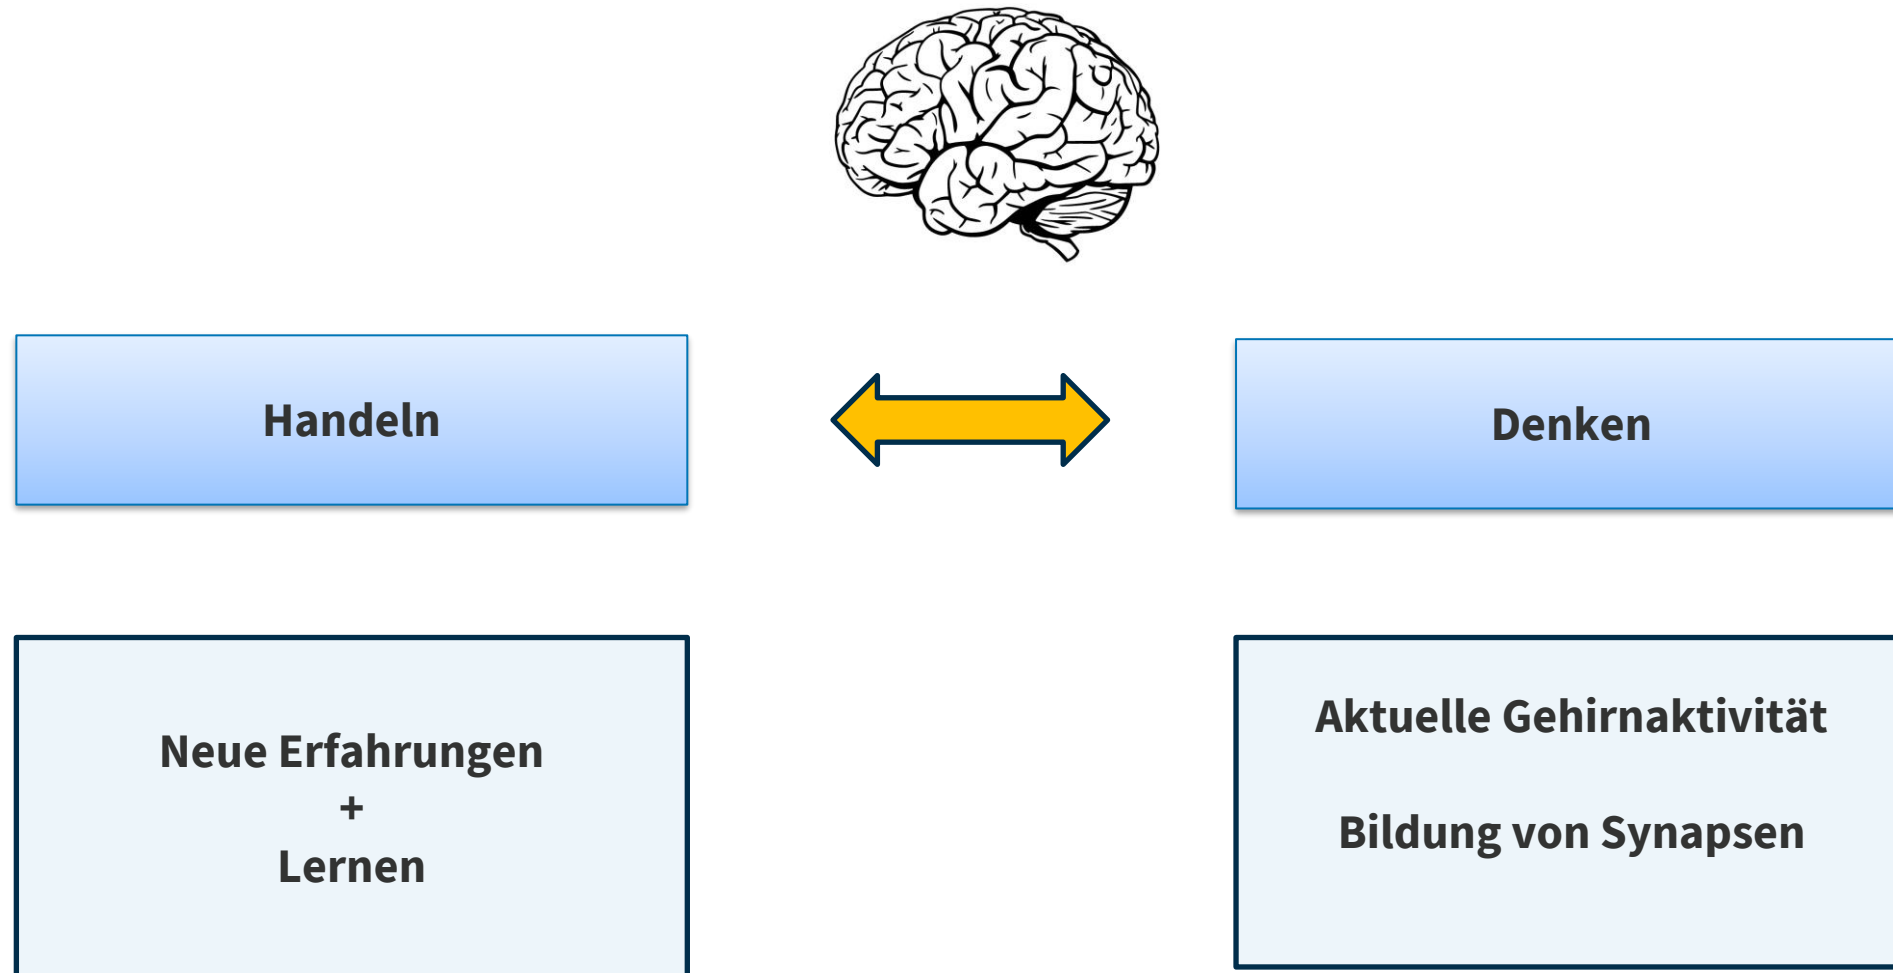 Handeln
Denken
Neue Erfahrungen
+
Lernen
Aktuelle Gehirnaktivität
Bildung von Synapsen